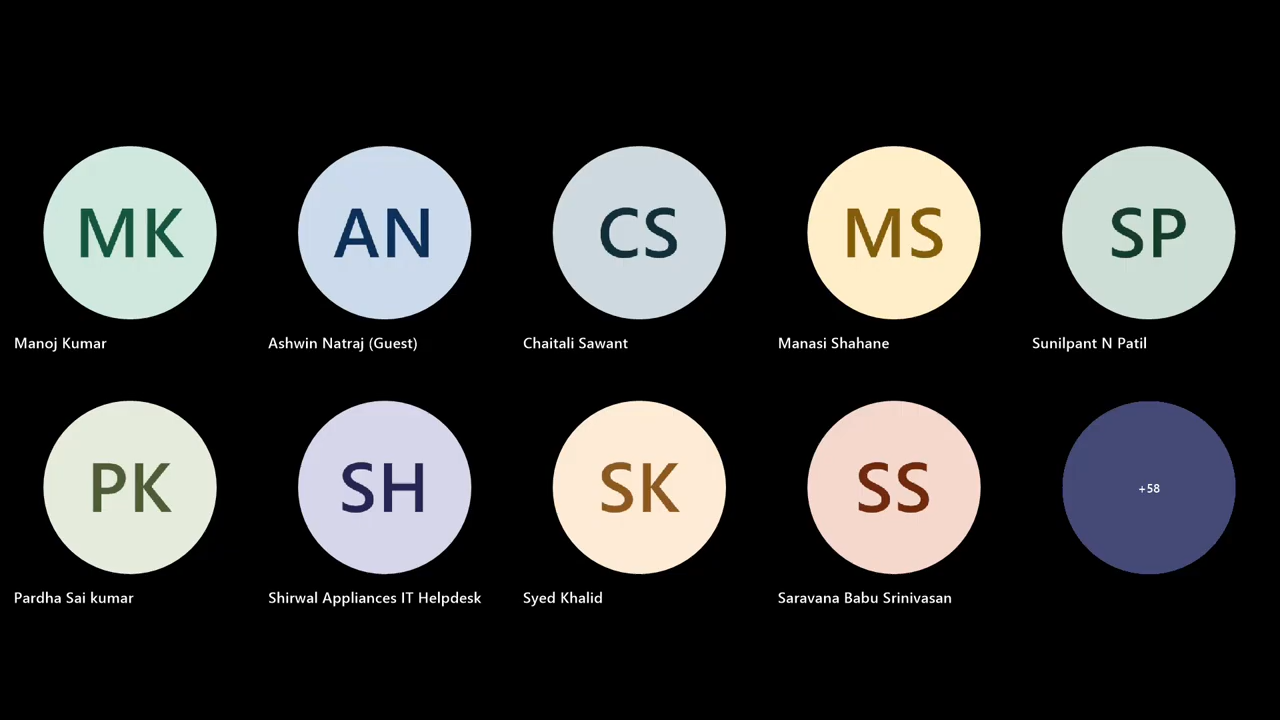 MK
AN
CS
MS
SP
Manoj Kumar
Ashwin Natraj (Guest)
Chaitali Sawant
Manasi Shahane
Sunilpant N Patil
PK
SH
SK
SS
+58
Pardha Sai kumar
Shirwal Appliances IT Helpdesk
Syed Khalid
Saravana Babu Srinivasan